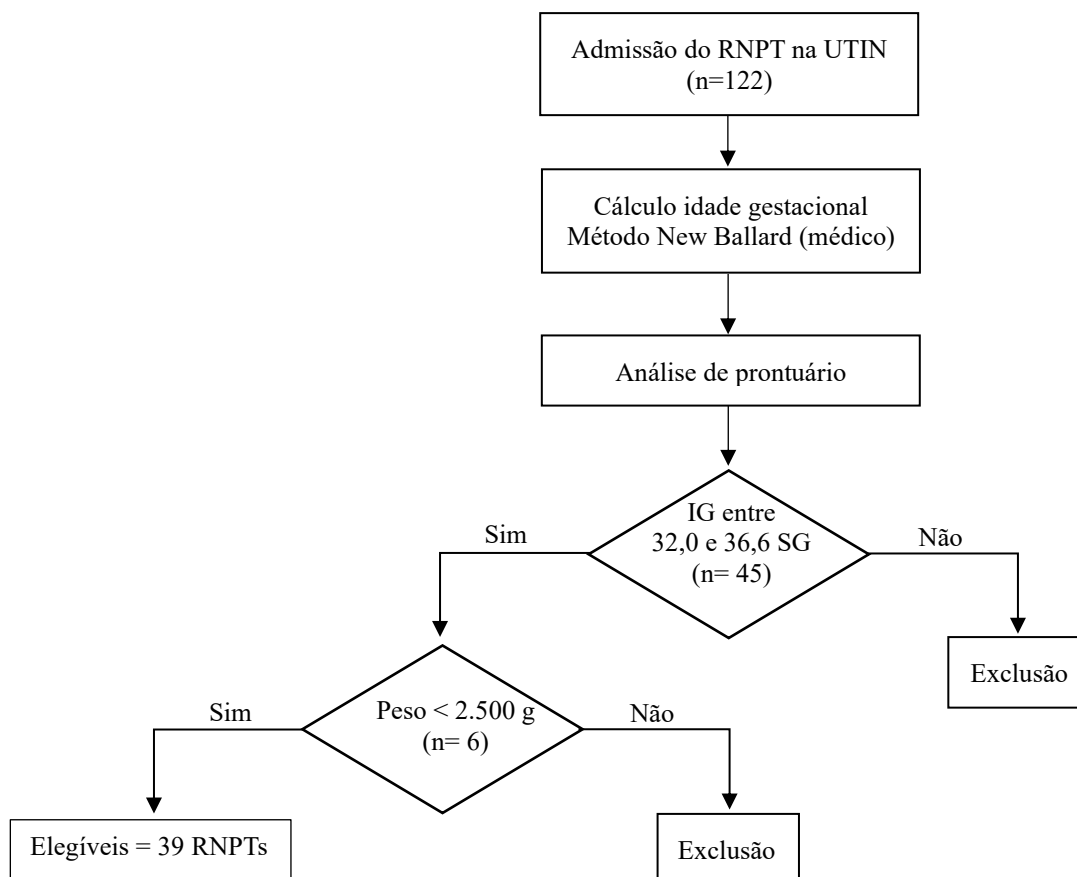 Admissão do RNPT na UTIN
(n=122)
Cálculo idade gestacional
Método New Ballard (médico)
Análise de prontuário
IG entre
32,0 e 36,6 SG
(n= 45)
Sim
Não
Exclusão
Peso < 2.500 g
(n= 6)
Sim
Não
Elegíveis = 39 RNPTs
Exclusão